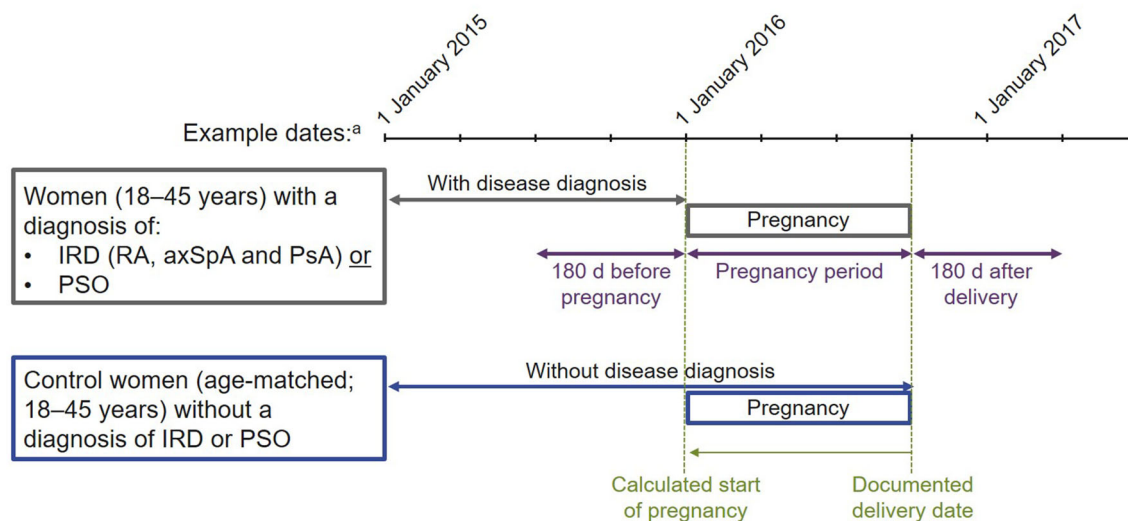 1 January 2015
1 January 2016
1 January 2017
Example dates:ᵃ
Women (18–45 years) with a
diagnosis of:
• IRD (RA, axSpA and PsA) or
• PSO
With disease diagnosis
Pregnancy
180 d before
pregnancy
Pregnancy period
180 d after
delivery
Control women (age-matched;
18–45 years) without a
diagnosis of IRD or PSO
Without disease diagnosis
Pregnancy
Calculated start
of pregnancy
Documented
delivery date